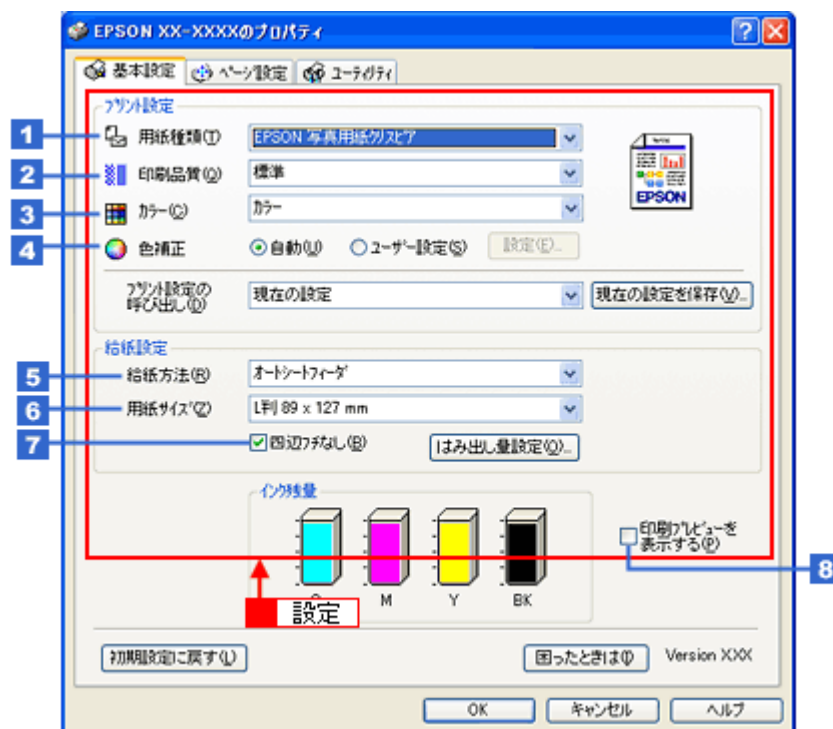 EPSON XX-XXXXのプロパティ
基本設定 ページ設定 ユーティリティ
プリント設定
1 用紙種類(T) EPSON 写真用紙クリスピア
2 印刷品質(Q) 標準
EPSON
3 カラー(C) カラー
4 色補正 自動(U) ユーザー設定(S) 設定(E)...
プリント設定の
呼び出し(D) 現在の設定 現在の設定を保存(V)...
給紙設定
5 給紙方法(R) オートシートフィーダ
6 用紙サイズ(Z) L判 89 x 127 mm
7 四辺フチなし(B) はみ出し量設定(O)...
インク残量
印刷プレビューを
表示する(P)
8
M Y BK
設定
初期設定に戻す(L) 困ったときは(I) Version XXX
OK キャンセル ヘルプ